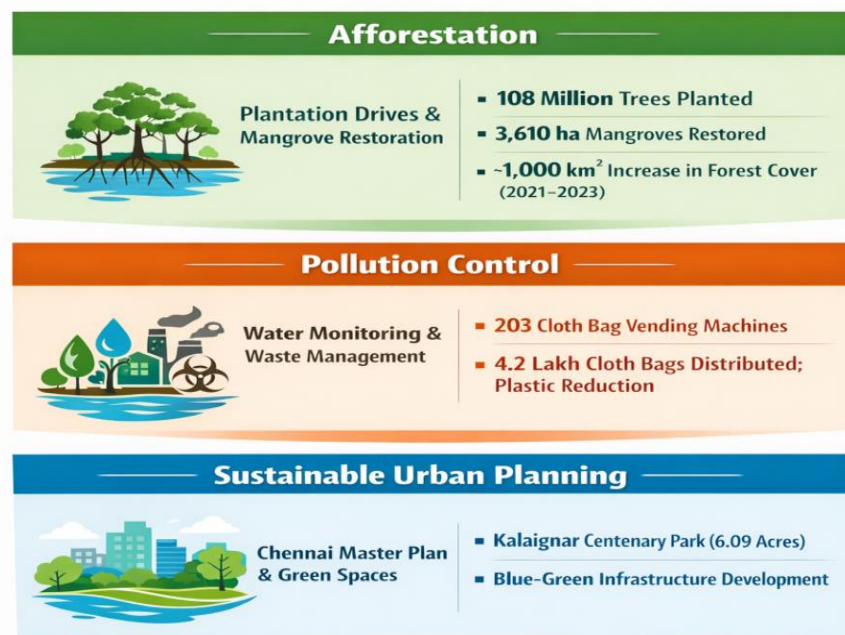 Afforestation
Plantation Drives &
Mangrove Restoration
▪ 108 Million Trees Planted
▪ 3,610 ha Mangroves Restored
▪ ~1,000 km² Increase in Forest Cover
(2021–2023)
Pollution Control
Water Monitoring &
Waste Management
▪ 203 Cloth Bag Vending Machines
▪ 4.2 Lakh Cloth Bags Distributed;
Plastic Reduction
Sustainable Urban Planning
Chennai Master Plan
& Green Spaces
▪ Kalaignar Centenary Park (6.09 Acres)
▪ Blue-Green Infrastructure Development